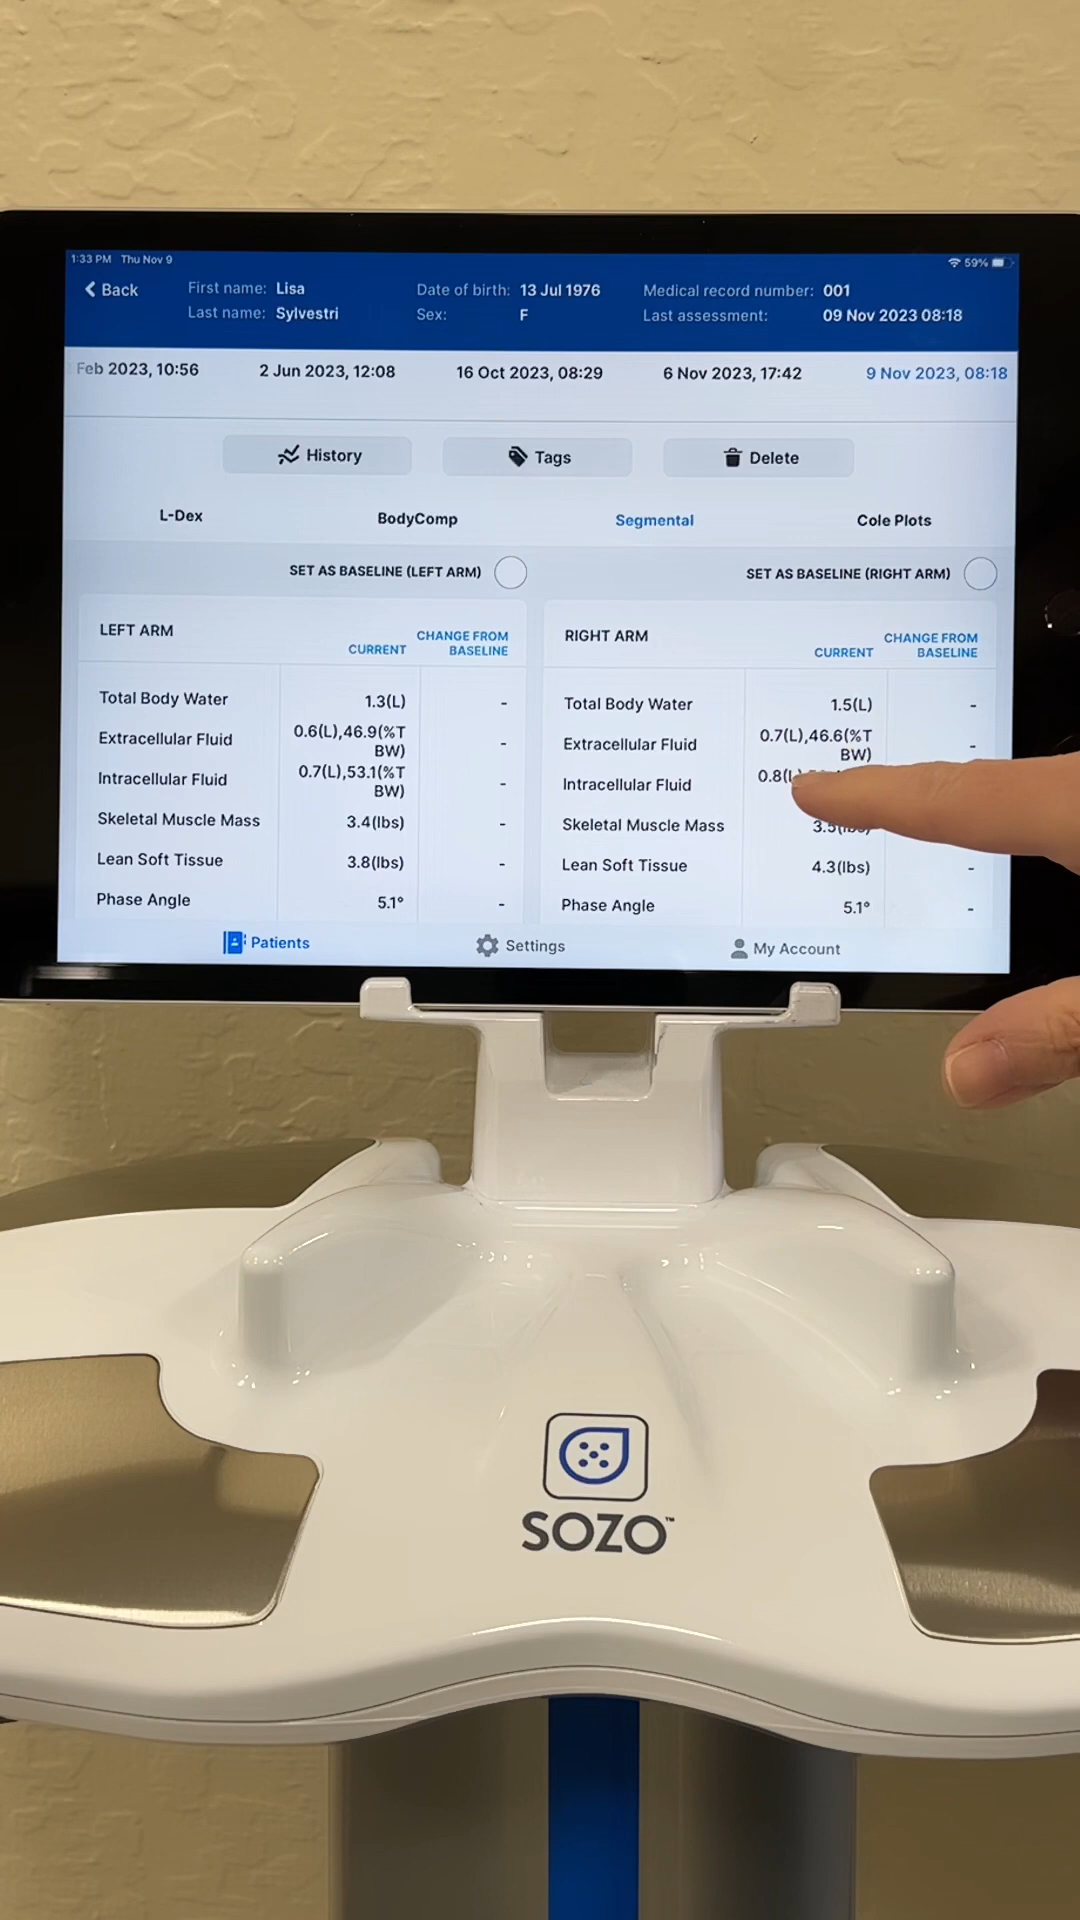 1:33 PM Thu Nov 9
59%
Back
First name: Lisa
Last name: Sylvestri
Date of birth: 13 Jul 1976
Sex: F
Medical record number: 001
Last assessment: 09 Nov 2023 08:18
Feb 2023, 10:56
2 Jun 2023, 12:08
16 Oct 2023, 08:29
6 Nov 2023, 17:42
9 Nov 2023, 08:18
History
Tags
Delete
L-Dex
BodyComp
Segmental
Cole Plots
SET AS BASELINE (LEFT ARM)
SET AS BASELINE (RIGHT ARM)
LEFT ARM
CURRENT
CHANGE FROM
BASELINE
Total Body Water 1.3(L) -
Extracellular Fluid 0.6(L),46.9(%T
BW) -
Intracellular Fluid 0.7(L),53.1(%T
BW) -
Skeletal Muscle Mass 3.4(lbs) -
Lean Soft Tissue 3.8(lbs) -
Phase Angle 5.1° -
RIGHT ARM
CURRENT
CHANGE FROM
BASELINE
Total Body Water 1.5(L) -
Extracellular Fluid 0.7(L),46.6(%T
BW) -
Intracellular Fluid 0.8(L)
Skeletal Muscle Mass 3.5(lbs)
Lean Soft Tissue 4.3(lbs) -
Phase Angle 5.1° -
Patients
Settings
My Account
SOZO™